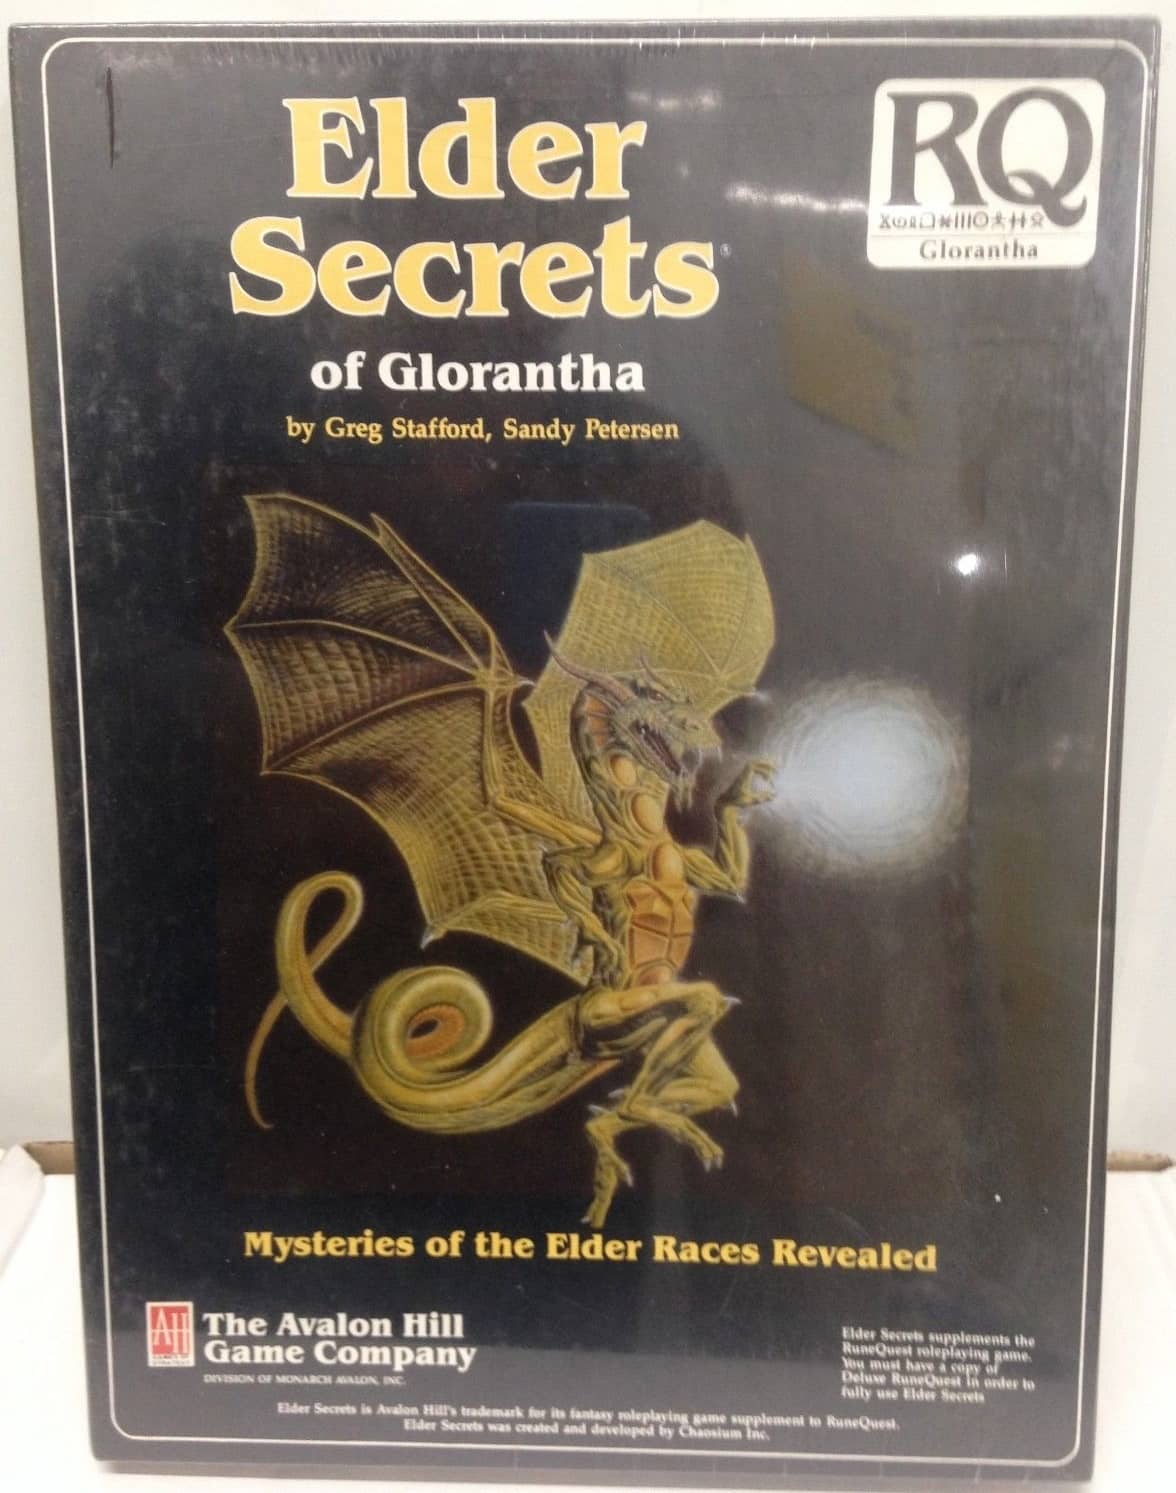 Elder
Secrets®
of Glorantha
by Greg Stafford, Sandy Petersen
RQ
Glorantha
Mysteries of the Elder Races Revealed
AH
The Avalon Hill
Game Company
DIVISION OF MONARCH AVALON, INC.
Elder Secrets supplements the
RuneQuest roleplaying game.
You must have a copy of
Deluxe RuneQuest in order to
fully use Elder Secrets
Elder Secrets is Avalon Hill's trademark for its fantasy roleplaying game supplement to RuneQuest.
Elder Secrets was created and developed by Chaosium Inc.